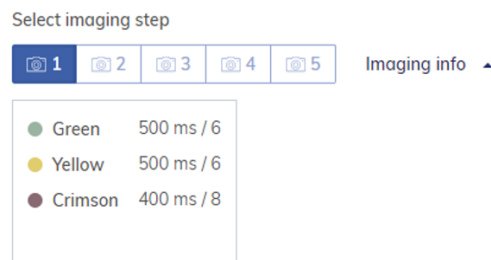 Select imaging step
1 2 3 4 5 Imaging info
Green 500 ms / 6
Yellow 500 ms / 6
Crimson 400 ms / 8